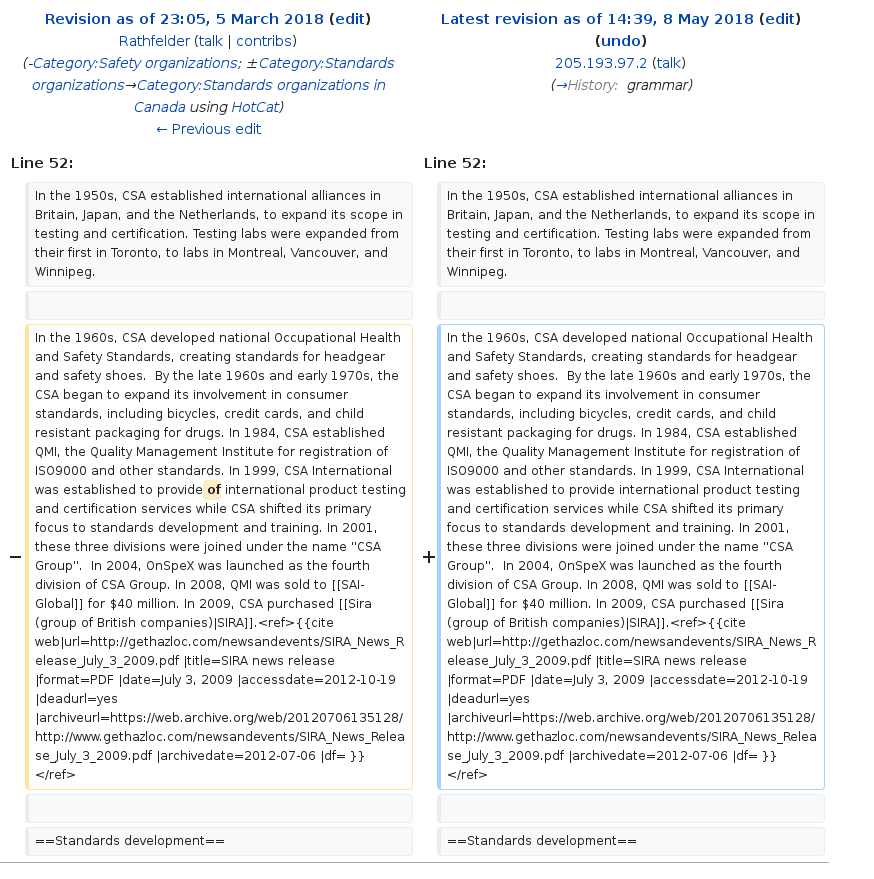 Revision as of 23:05, 5 March 2018 (edit)
Rathfelder (talk | contribs)
(-Category:Safety organizations; ±Category:Standards
organizations→Category:Standards organizations in
Canada using HotCat)
← Previous edit
Latest revision as of 14:39, 8 May 2018 (edit)
(undo)
205.193.97.2 (talk)
(→History: grammar)
Line 52:
Line 52:
In the 1950s, CSA established international alliances in
Britain, Japan, and the Netherlands, to expand its scope in
testing and certification. Testing labs were expanded from
their first in Toronto, to labs in Montreal, Vancouver, and
Winnipeg.
In the 1950s, CSA established international alliances in
Britain, Japan, and the Netherlands, to expand its scope in
testing and certification. Testing labs were expanded from
their first in Toronto, to labs in Montreal, Vancouver, and
Winnipeg.
−
In the 1960s, CSA developed national Occupational Health
and Safety Standards, creating standards for headgear
and safety shoes.  By the late 1960s and early 1970s, the
CSA began to expand its involvement in consumer
standards, including bicycles, credit cards, and child
resistant packaging for drugs. In 1984, CSA established
QMI, the Quality Management Institute for registration of
ISO9000 and other standards. In 1999, CSA International
was established to provide of international product testing
and certification services while CSA shifted its primary
focus to standards development and training. In 2001,
these three divisions were joined under the name "CSA
Group".  In 2004, OnSpeX was launched as the fourth
division of CSA Group. In 2008, QMI was sold to [[SAI-
Global]] for $40 million. In 2009, CSA purchased [[Sira
(group of British companies)|SIRA]].<ref>{{cite
web|url=http://gethazloc.com/newsandevents/SIRA_News_R
elease_July_3_2009.pdf |title=SIRA news release
|format=PDF |date=July 3, 2009 |accessdate=2012-10-19
|deadurl=yes
|archiveurl=https://web.archive.org/web/20120706135128/
http://www.gethazloc.com/newsandevents/SIRA_News_Relea
se_July_3_2009.pdf |archivedate=2012-07-06 |df= }}
</ref>
+
In the 1960s, CSA developed national Occupational Health
and Safety Standards, creating standards for headgear
and safety shoes.  By the late 1960s and early 1970s, the
CSA began to expand its involvement in consumer
standards, including bicycles, credit cards, and child
resistant packaging for drugs. In 1984, CSA established
QMI, the Quality Management Institute for registration of
ISO9000 and other standards. In 1999, CSA International
was established to provide international product testing
and certification services while CSA shifted its primary
focus to standards development and training. In 2001,
these three divisions were joined under the name "CSA
Group".  In 2004, OnSpeX was launched as the fourth
division of CSA Group. In 2008, QMI was sold to [[SAI-
Global]] for $40 million. In 2009, CSA purchased [[Sira
(group of British companies)|SIRA]].<ref>{{cite
web|url=http://gethazloc.com/newsandevents/SIRA_News_R
elease_July_3_2009.pdf |title=SIRA news release
|format=PDF |date=July 3, 2009 |accessdate=2012-10-19
|deadurl=yes
|archiveurl=https://web.archive.org/web/20120706135128/
http://www.gethazloc.com/newsandevents/SIRA_News_Relea
se_July_3_2009.pdf |archivedate=2012-07-06 |df= }}
</ref>
==Standards development==
==Standards development==